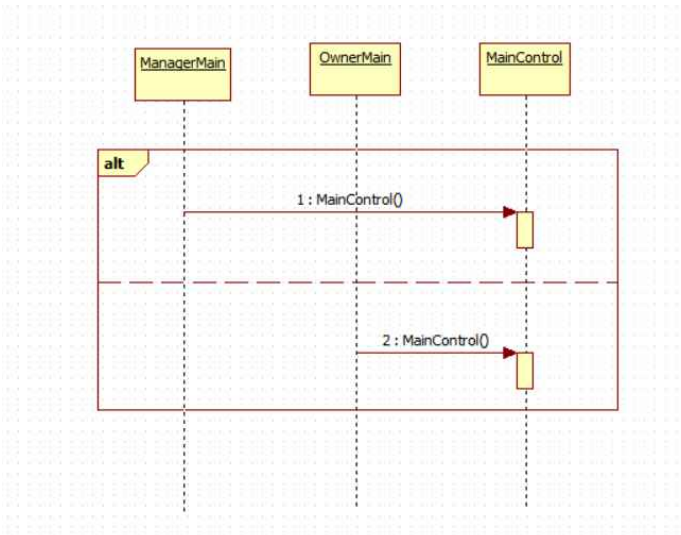 ManagerMain
OwnerMain
MainControl
alt
1 : MainControl()
2 : MainControl()